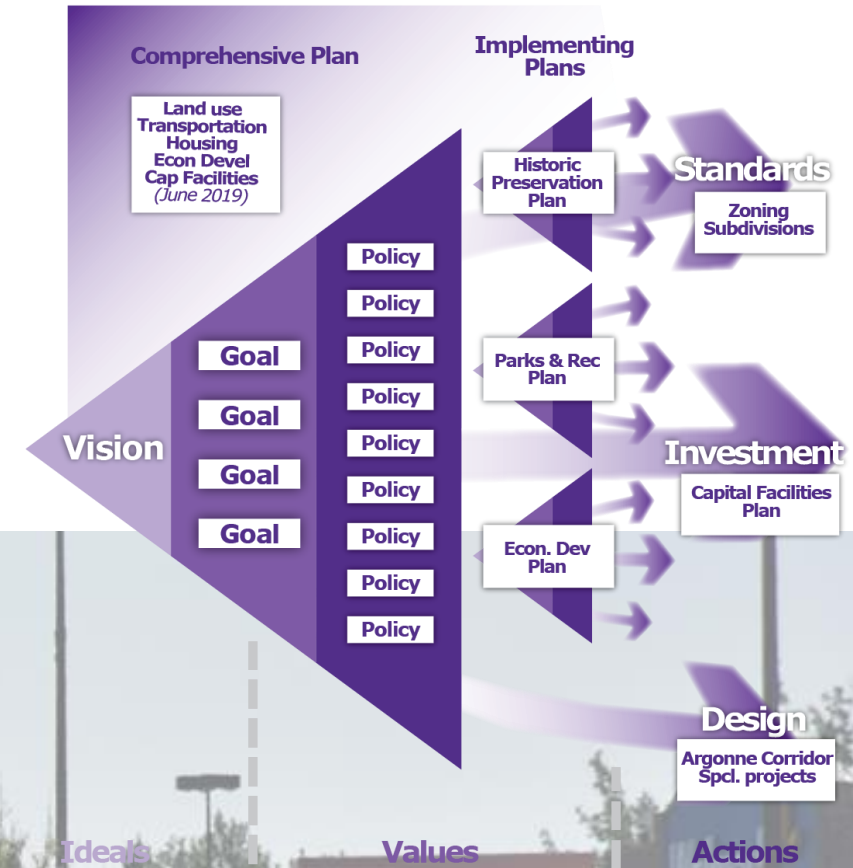 Comprehensive Plan
Implementing
Plans
Land use
Transportation
Housing
Econ Devel
Cap Facilities
(June 2019)
Vision
Goal
Goal
Goal
Goal
Policy
Policy
Policy
Policy
Policy
Policy
Policy
Policy
Policy
Historic
Preservation
Plan
Parks & Rec
Plan
Econ. Dev
Plan
Standards
Zoning
Subdivisions
Investment
Capital Facilities
Plan
Design
Argonne Corridor
Spcl. projects
Ideals
Values
Actions